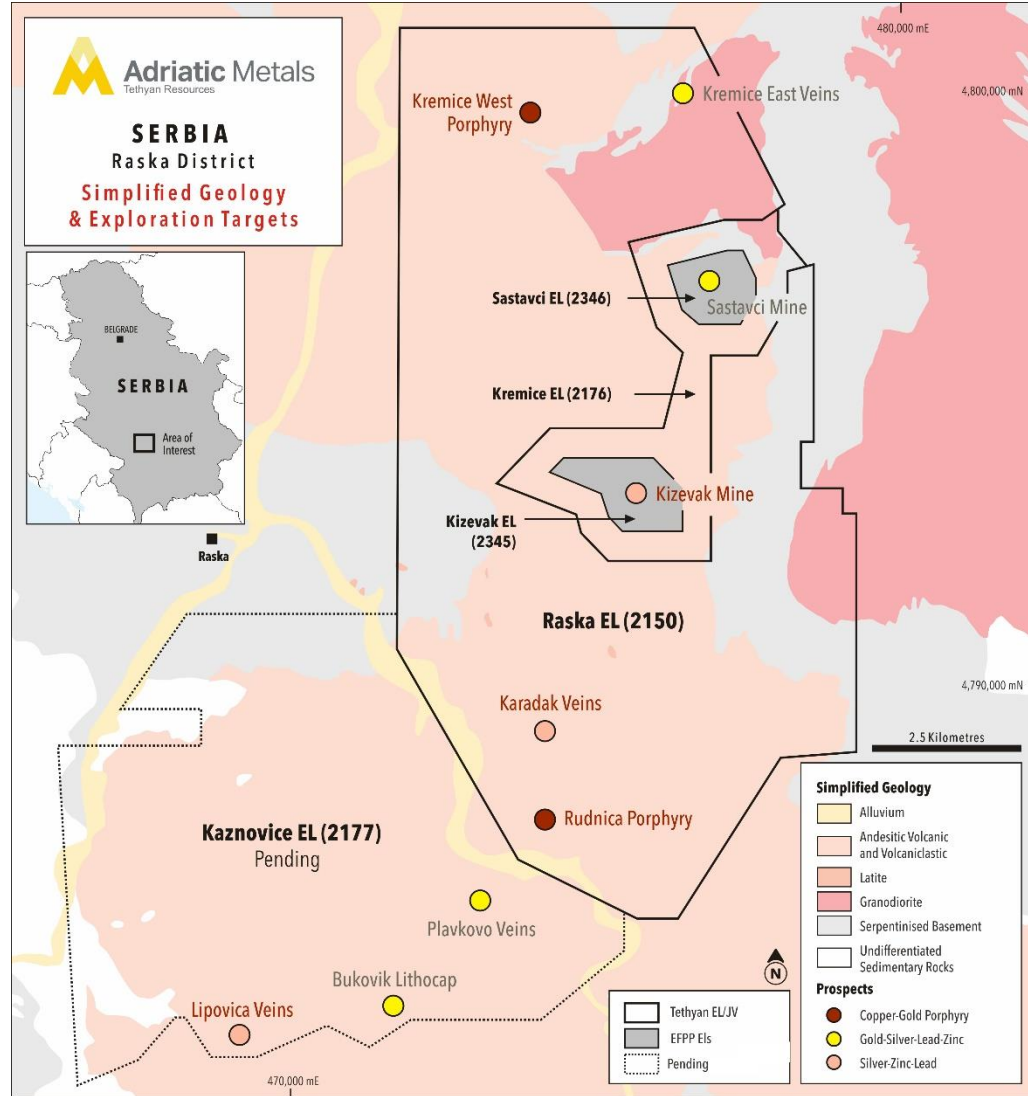 Adriatic Metals
Tethyan Resources
SERBIA
Raska District
Simplified Geology
& Exploration Targets
BELGRADE
SERBIA
Area of
Interest
480,000 mE
4,800,000 mN
Kremice West
Porphyry
Kremice East Veins
Sastavci EL (2346)
Sastavci Mine
Kremice EL (2176)
Kizevak Mine
Kizevak EL
(2345)
Raska
Raska EL (2150)
4,790,000 mN
Karadak Veins
2.5 Kilometres
Rudnica Porphyry
Kaznovice EL (2177)
Pending
Plavkovo Veins
Bukovik Lithocap
Lipovica Veins
470,000 mE
N
Tethyan EL/JV
EFPP Els
Pending
Simplified Geology
Alluvium
Andesitic Volcanic
and Volcaniclastic
Latite
Granodiorite
Serpentinised Basement
Undifferentiated
Sedimentary Rocks
Prospects
Copper-Gold Porphyry
Gold-Silver-Lead-Zinc
Silver-Zinc-Lead